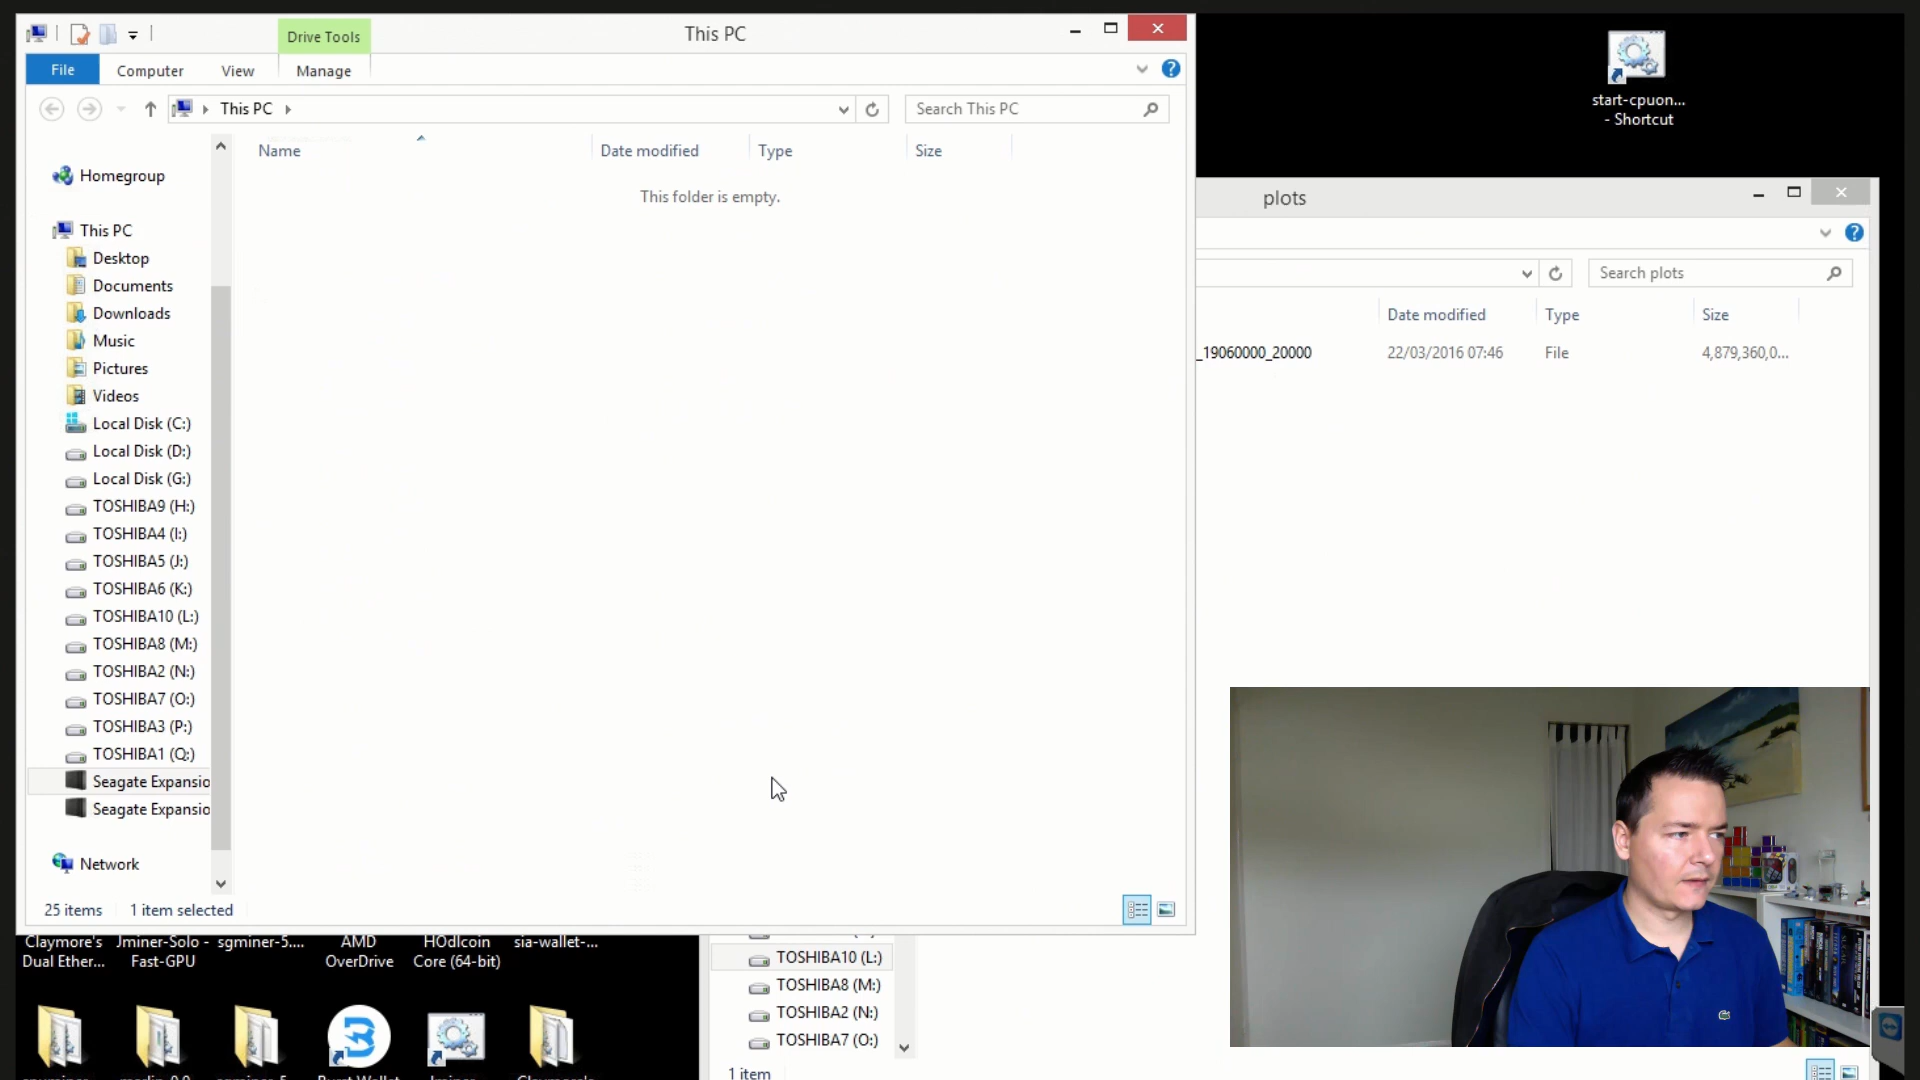 Drive Tools
This PC
File
Computer
View
Manage
This PC
Search This PC
Name
Date modified
Type
Size
This folder is empty.
Homegroup
This PC
Desktop
Documents
Downloads
Music
Pictures
Videos
Local Disk (C:)
Local Disk (D:)
Local Disk (G:)
TOSHIBA9 (H:)
TOSHIBA4 (I:)
TOSHIBA5 (J:)
TOSHIBA6 (K:)
TOSHIBA10 (L:)
TOSHIBA8 (M:)
TOSHIBA2 (N:)
TOSHIBA7 (O:)
TOSHIBA3 (P:)
TOSHIBA1 (Q:)
Seagate Expansio
Seagate Expansio
Network
25 items
1 item selected
start-cpuon...
- Shortcut
plots
Search plots
Date modified
Type
Size
_19060000_20000
22/03/2016 07:46
File
4,879,360,0...
Claymore's
Dual Ether...
Jminer-Solo -
Fast-GPU
sgminer-5....
AMD
OverDrive
HOdlcoin
Core (64-bit)
sia-wallet-...
TOSHIBA10 (L:)
TOSHIBA8 (M:)
TOSHIBA2 (N:)
TOSHIBA7 (O:)
1 item